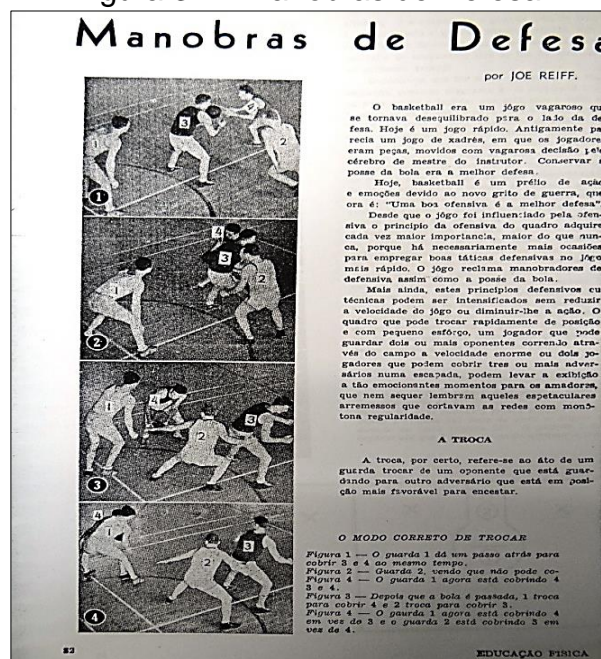 Manobras de Defesa
por JOE REIFF.
O basketball era um jôgo vagaroso qu
se tornava desequilibrado para o lado da de
fesa. Hoje é um jogo rápido. Antigamente pa
recia um jogo de xadrês, em que os jogadore
eram peças, movidos com vagarosa decisão pel
cérebro de mestre do instrutor. Conservar a
posse da bola era a melhor defesa.
Hoje, basketball é um prélio de açã
e emoções devido ao novo grito de guerra, que
ora é: "Uma boa ofensiva é a melhor defesa".
Desde que o jôgo foi influenciado pela ofen-
siva o princípio da ofensiva do quadro adquire
cada vez maior importancia, maior do que nun-
ca, porque há necessariamente mais ocasiões
para empregar boas táticas defensivas no jôgo
mais rápido. O jôgo reclama manobradores de
defensiva assim como a posse da bola.
Mais ainda, estes princípios defensivos cu
técnicas podem ser intensificados sem reduzir
a velocidade do jôgo ou diminuir-lhe a ação. O
quadro que pode trocar rapidamente de posição
e com pequeno esfôrço, um jogador que pode
guardar dois ou mais oponentes correndo atra-
vés do campo a velocidade enorme ou dois jo-
gadores que podem cobrir tres ou mais adver-
sários numa escapada, podem levar a exibição
a tão emocionantes momentos para os amadores,
que nem sequer lembram aqueles espetaculares
arremessos que cortavam as redes com monó-
tona regularidade.
A TROCA
A troca, por certo, refere-se ao áto de um
guarda trocar de um oponente que está guar-
dando para outro adversário que está em posi-
ção mais favorável para encestar.
O MODO CORRETO DE TROCAR
Figura 1 — O guarda 1 dá um passo atrás para
cobrir 3 e 4 ao mesmo tempo.
Figura 2 — Guarda 2, vendo que não pode co-
Figura 4 — O guarda 1 agora está cobrindo 4
3 e 4.
Figura 3 — Depois que a bola é passada, 1 troca
para cobrir 4 e 2 troca para cobrir 3.
Figura 4 — O gaurda 1 agora está cobrindo 4
em vez de 3 e o guarda 2 está cobrindo 3 em
vez de 4.
1 3 2
1
4 3 1 2
2
4 1 2 3
3
4 1 2 3
4
82
EDUCAÇÃO FISICA